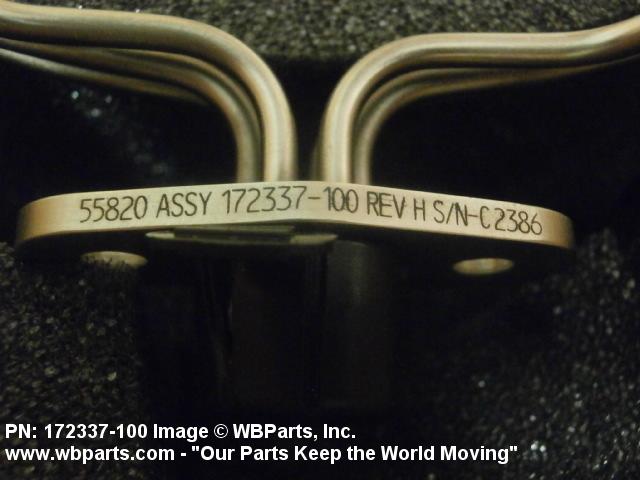 55820 ASSY 172337-100 REV H S/N-C2386
PN: 172337-100 Image © WBParts, Inc.
www.wbparts.com - "Our Parts Keep the World Moving"